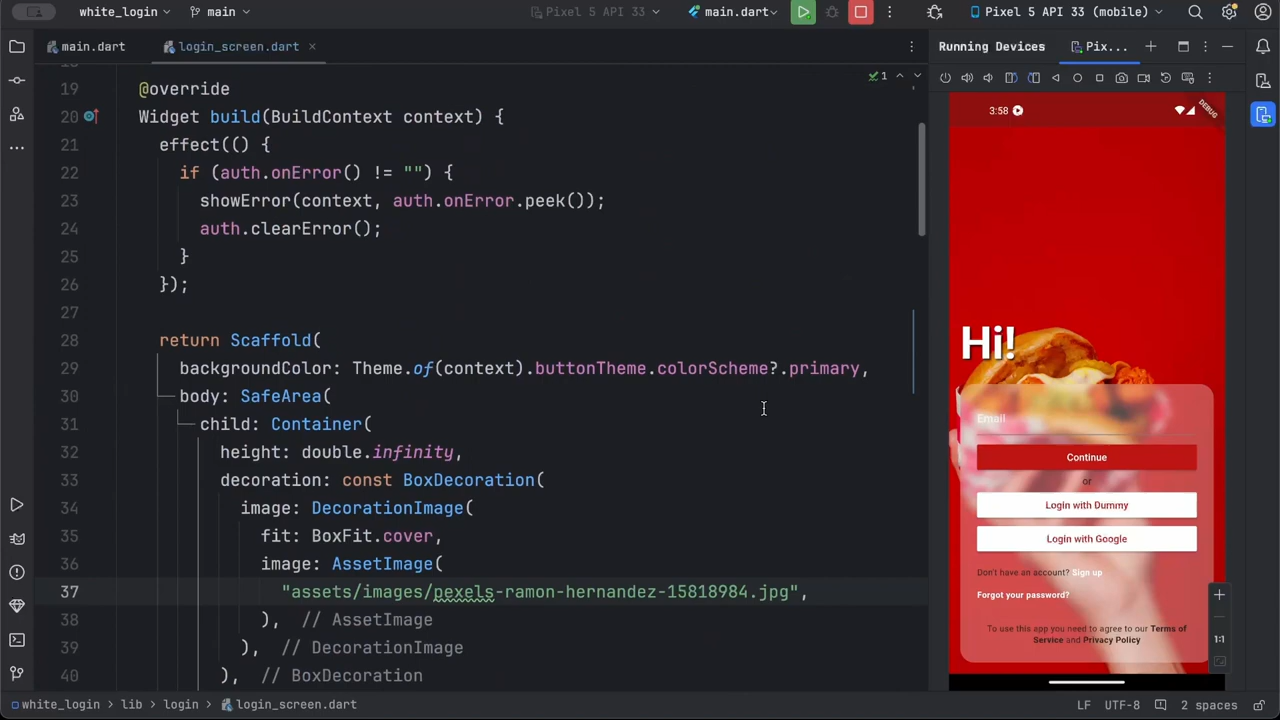 white_login
main
Pixel 5 API 33
main.dart
Pixel 5 API 33 (mobile)
main.dart
login_screen.dart
Running Devices
Pix...
1
18
19 @override
20 Widget build(BuildContext context) {
21 effect(() {
22 if (auth.onError() != "") {
23 showError(context, auth.onError.peek());
24 auth.clearError();
25 }
26 });
27
28 return Scaffold(
29 backgroundColor: Theme.of(context).buttonTheme.colorScheme?.primary,
30 body: SafeArea(
31 child: Container(
32 height: double.infinity,
33 decoration: const BoxDecoration(
34 image: DecorationImage(
35 fit: BoxFit.cover,
36 image: AssetImage(
37 "assets/images/pexels-ramon-hernandez-15818984.jpg",
38 ), // AssetImage
39 ), // DecorationImage
40 ), // BoxDecoration
3:58
DEBUG
Hi!
Email
Continue
or
Login with Dummy
Login with Google
Don't have an account? Sign up
Forgot your password?
To use this app you need to agree to our Terms of
Service and Privacy Policy
1:1
white_login > lib > login > login_screen.dart
LF UTF-8 2 spaces